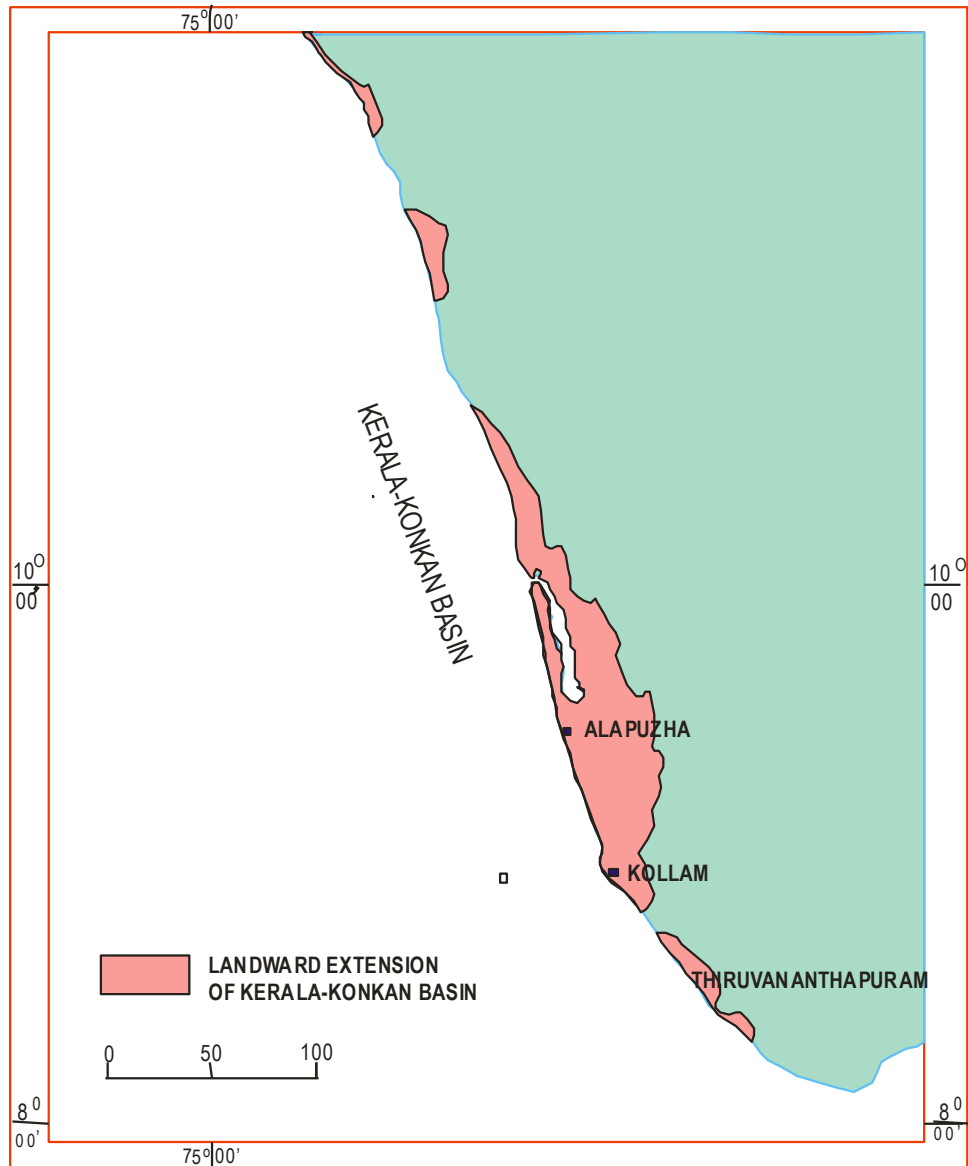 75° 00'
KERALA-KONKAN BASIN
10°
00'
10°
00
ALAPUZHA
KOLLAM
THIRUVANANTHAPURAM
LANDWARD EXTENSION
OF KERALA-KONKAN BASIN
0 50 100
8°
00'
8°
00'
75° 00'